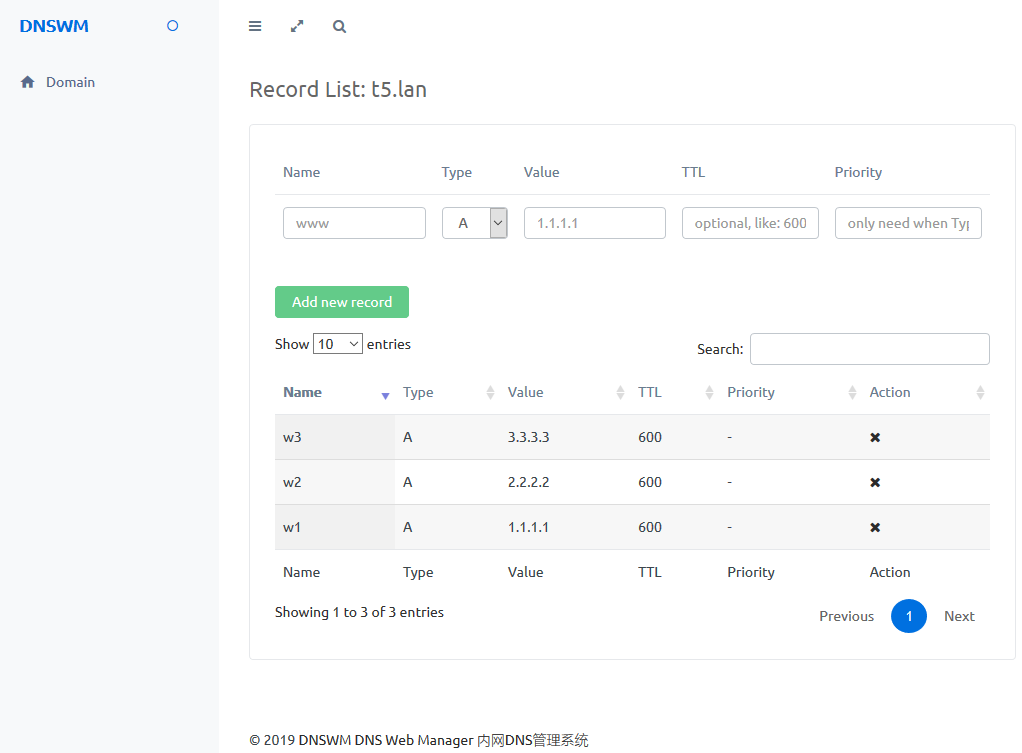 DNSWM
Domain
Record List: t5.lan
Name Type Value TTL Priority
www A 1.1.1.1 optional, like: 600 only need when Typ
Add new record
Show 10 entries
Search:
Name Type Value TTL Priority Action
w3 A 3.3.3.3 600 -
w2 A 2.2.2.2 600 -
w1 A 1.1.1.1 600 -
Name Type Value TTL Priority Action
Showing 1 to 3 of 3 entries
Previous 1 Next
© 2019 DNSWM DNS Web Manager 内网DNS管理系统